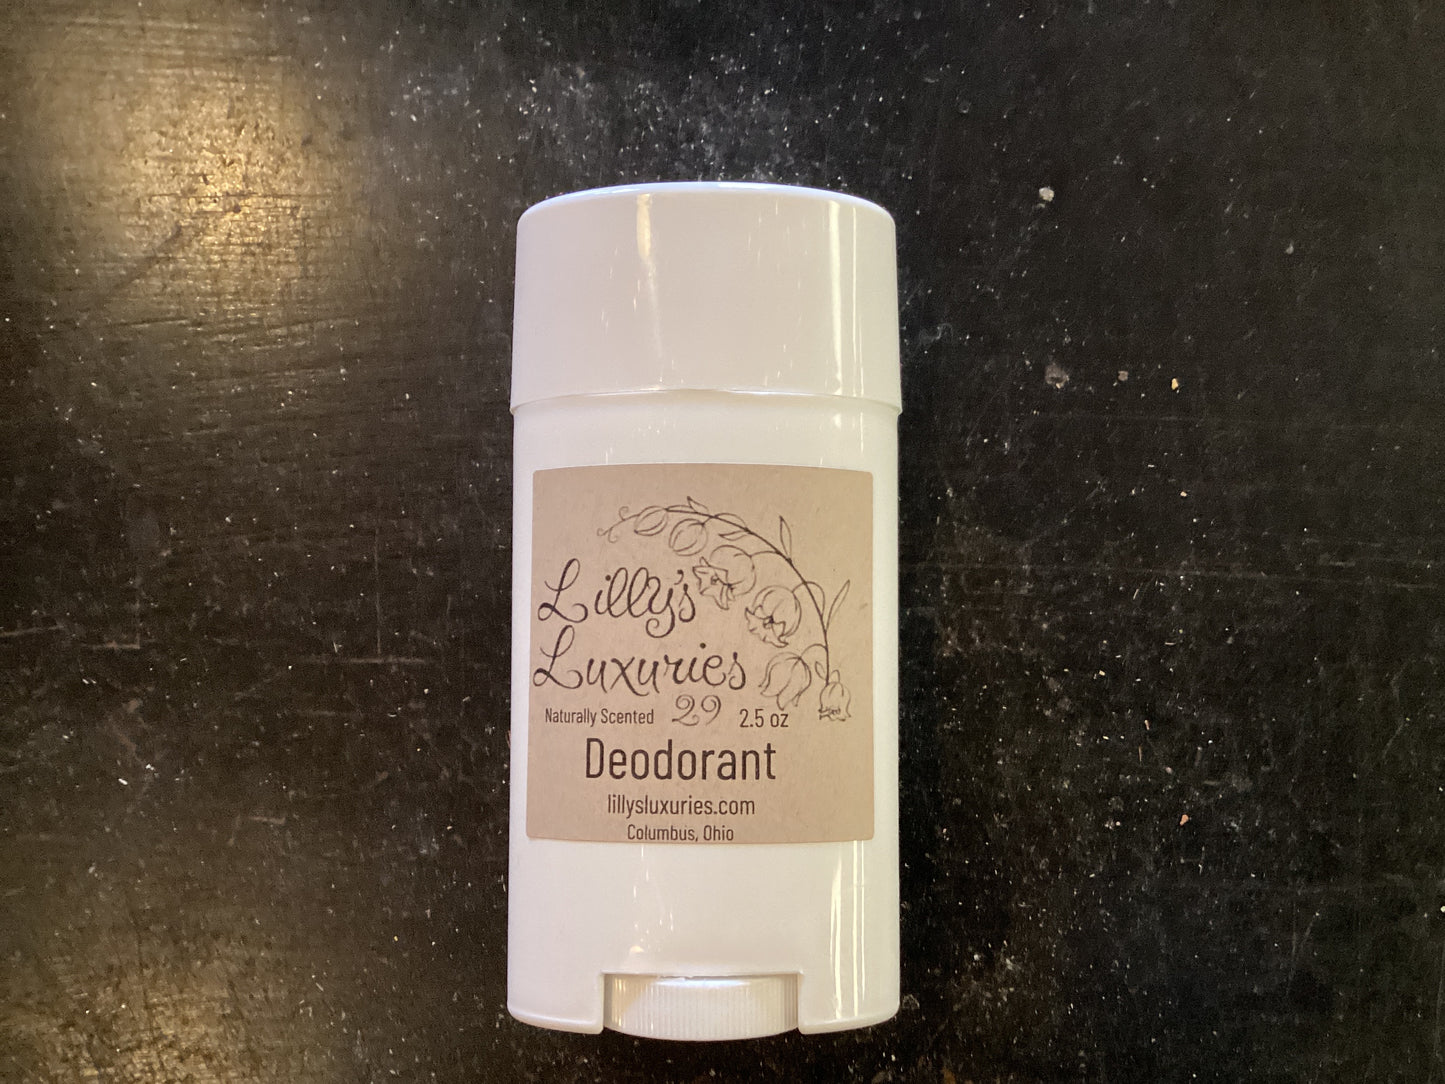 Lilly's
Luxuries
Naturally Scented 29 2.5 oz
Deodorant
lillysluxuries.com
Columbus, Ohio